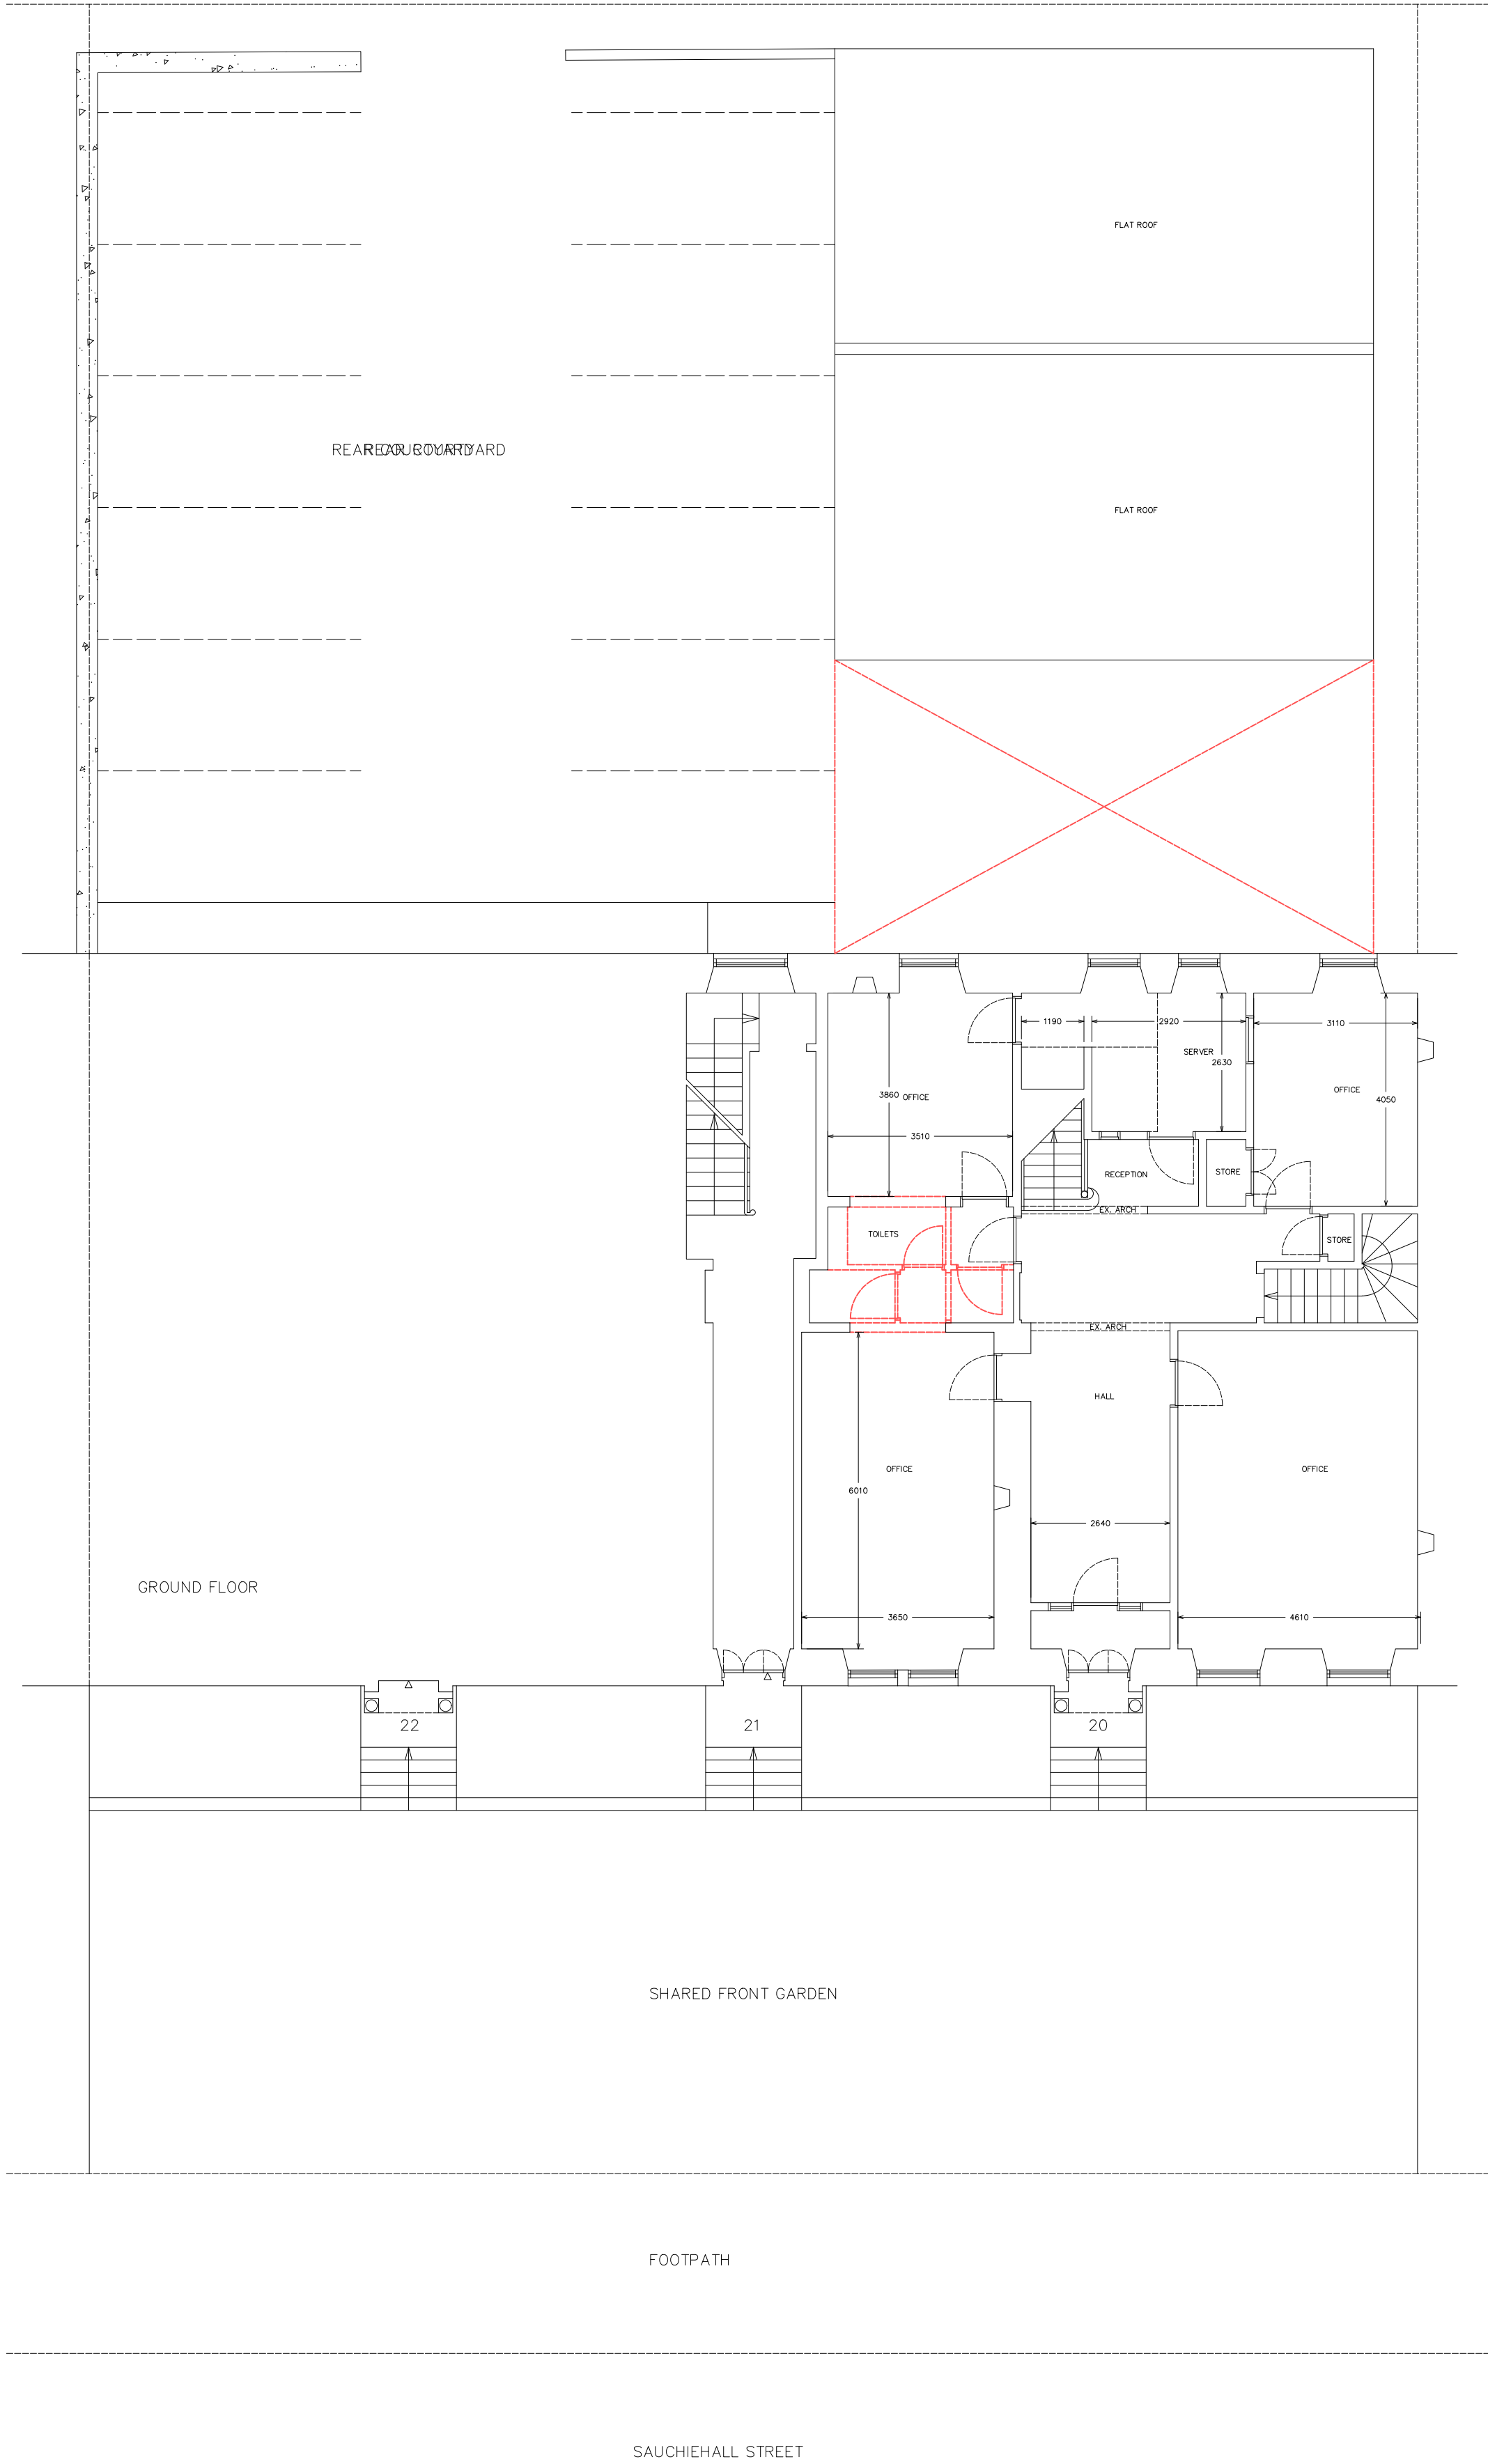 FLAT ROOF
REAR COURTYARD
REAR COURTYARD
FLAT ROOF
1190
2920
3110
SERVER
2630
OFFICE
3860
OFFICE
4050
3510
RECEPTION
STORE
EX. ARCH
TOILETS
STORE
EX. ARCH
HALL
OFFICE
OFFICE
6010
2640
GROUND FLOOR
3650
4610
22
21
20
SHARED FRONT GARDEN
FOOTPATH
SAUCHIEHALL STREET